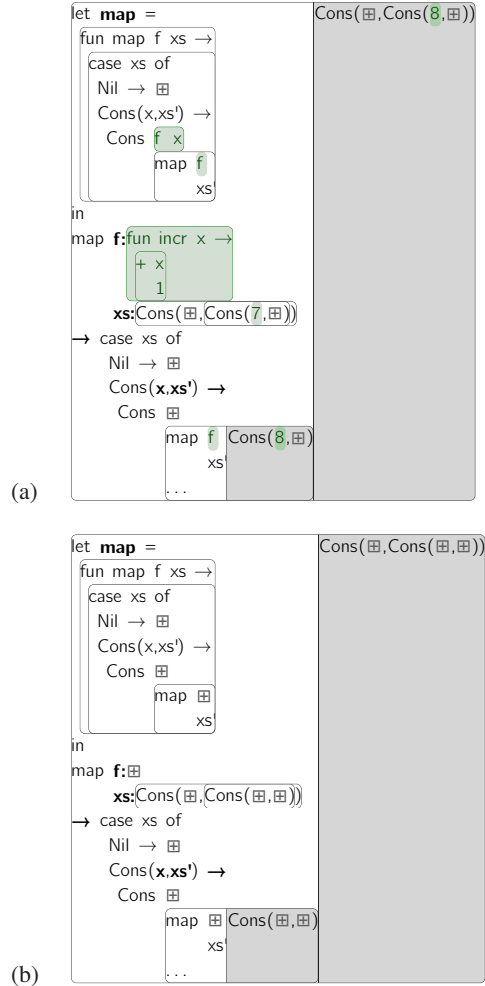 let map = Cons(⊞,Cons(8,⊞))
fun map f xs →
case xs of
Nil → ⊞
Cons(x,xs') →
Cons f x
map f
xs'
in
map f:fun incr x →
+ x
1
xs:Cons(⊞,Cons(7,⊞))
→ case xs of
Nil → ⊞
Cons(x,xs') →
Cons ⊞
map f Cons(8,⊞)
xs'
(a) ...
let map = Cons(⊞,Cons(⊞,⊞))
fun map f xs →
case xs of
Nil → ⊞
Cons(x,xs') →
Cons ⊞
map ⊞
xs'
in
map f:⊞
xs:Cons(⊞,Cons(⊞,⊞))
→ case xs of
Nil → ⊞
Cons(x,xs') →
Cons ⊞
map ⊞ Cons(⊞,⊞)
xs'
(b) ...